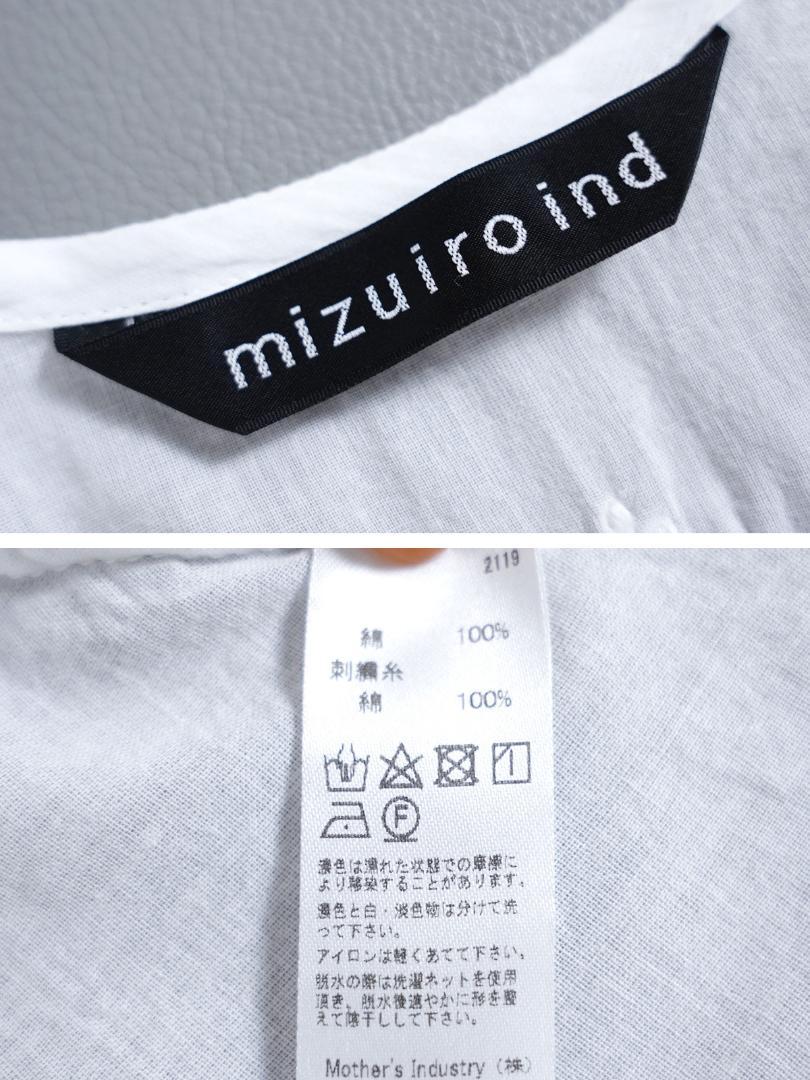 mizuiro ind
2119
綿 100%
刺繍糸
綿 100%
F
濃色は濡れた状態での摩擦に
より移染することがあります。
濃色と白・淡色物は分けて洗
って下さい。
アイロンは軽くあてて下さい。
脱水の際は洗濯ネットを使用
頂き、脱水後速やかに形を整
えて陰干しして下さい。
Mother's Industry（株）